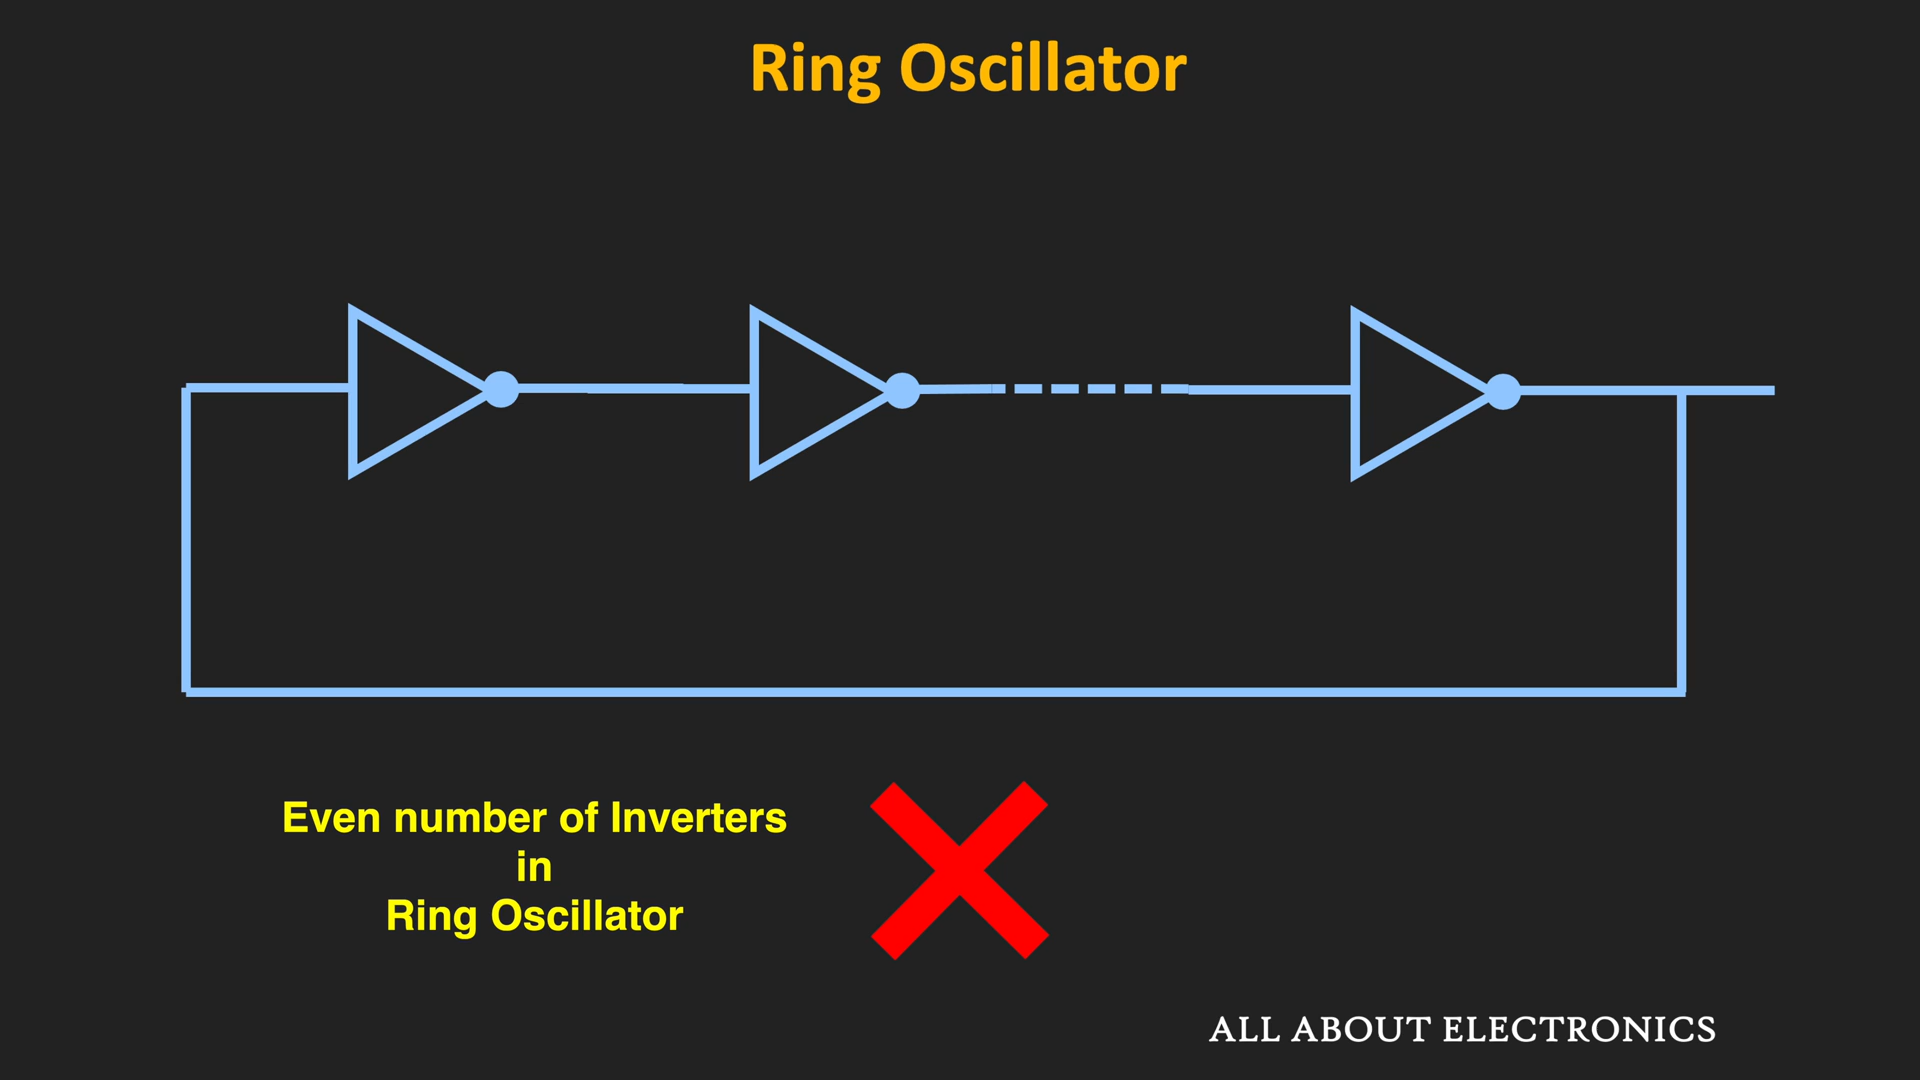 Ring Oscillator
Even number of Inverters
in
Ring Oscillator
ALL ABOUT ELECTRONICS